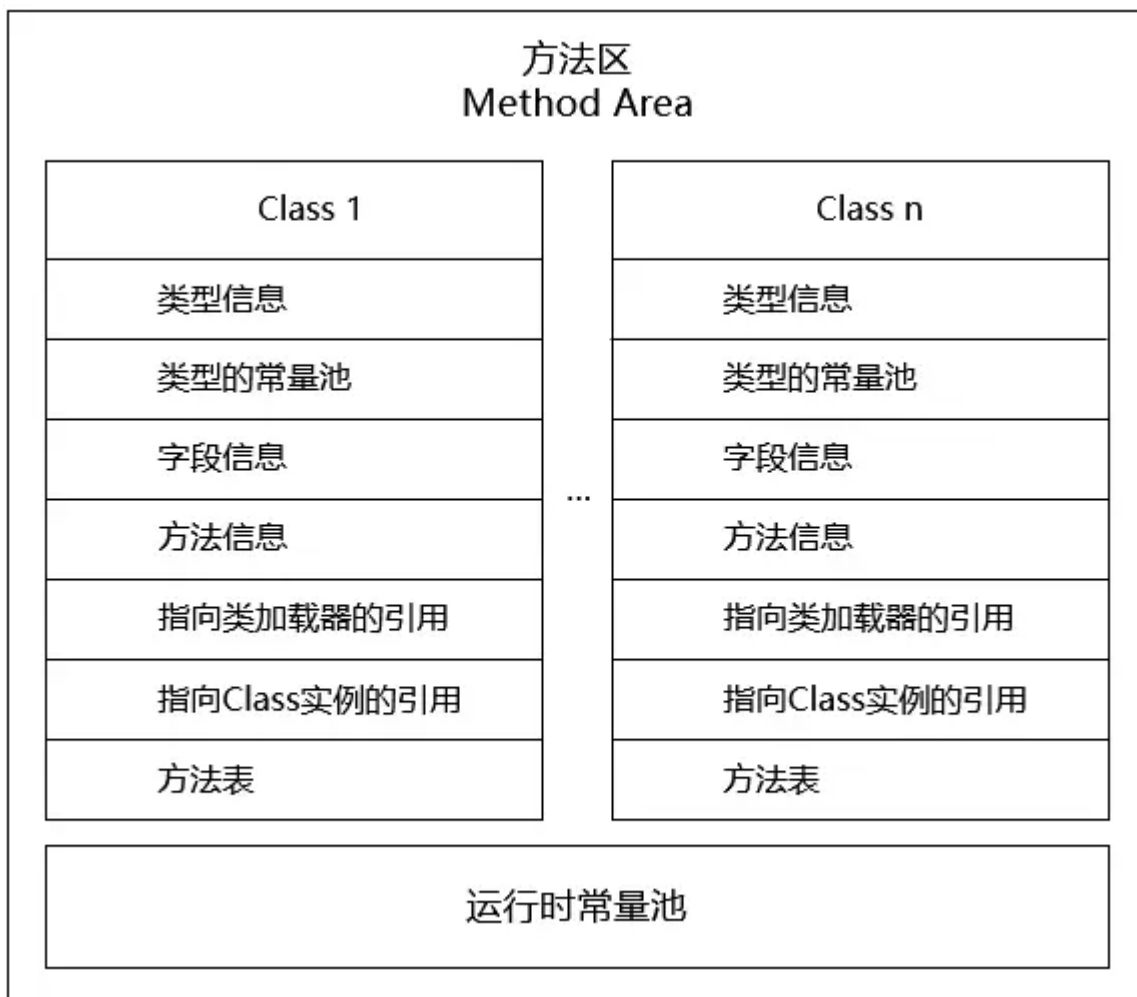 方法区
Method Area
Class 1
类型信息
类型的常量池
字段信息
方法信息
指向类加载器的引用
指向Class实例的引用
方法表
...
Class n
类型信息
类型的常量池
字段信息
方法信息
指向类加载器的引用
指向Class实例的引用
方法表
运行时常量池